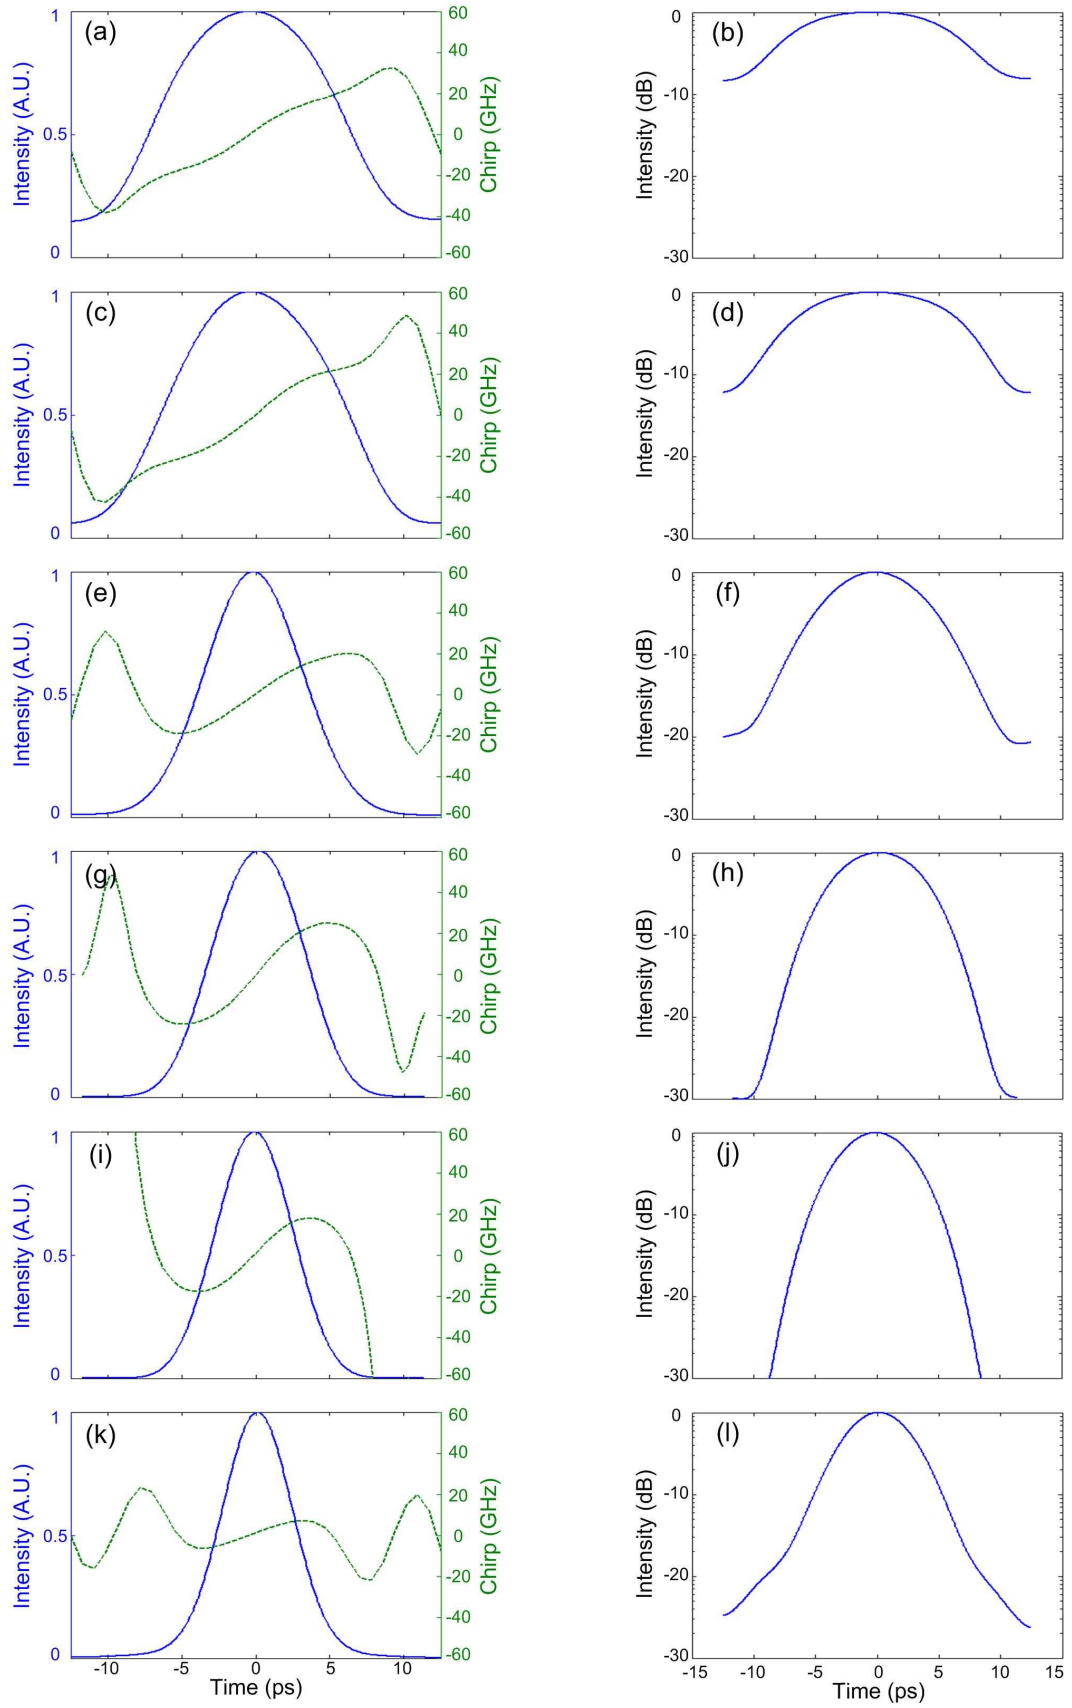 (a)
Intensity (A.U.)
1
0.5
0
60
40
20
0
-20
-40
-60
Chirp (GHz)
(b)
Intensity (dB)
0
-10
-20
-30
(c)
Intensity (A.U.)
1
0.5
0
60
40
20
0
-20
-40
-60
Chirp (GHz)
(d)
Intensity (dB)
0
-10
-20
-30
(e)
Intensity (A.U.)
1
0.5
0
60
40
20
0
-20
-40
-60
Chirp (GHz)
(f)
Intensity (dB)
0
-10
-20
-30
(g)
Intensity (A.U.)
1
0.5
0
60
40
20
0
-20
-40
-60
Chirp (GHz)
(h)
Intensity (dB)
0
-10
-20
-30
(i)
Intensity (A.U.)
1
0.5
0
60
40
20
0
-20
-40
-60
Chirp (GHz)
(j)
Intensity (dB)
0
-10
-20
-30
(k)
Intensity (A.U.)
1
0.5
0
60
40
20
0
-20
-40
-60
Chirp (GHz)
-10 -5 0 5 10
Time (ps)
(l)
Intensity (dB)
0
-10
-20
-30
-15 -10 -5 0 5 10 15
Time (ps)